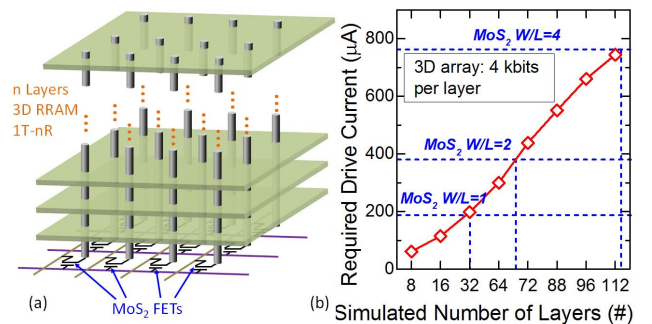 n Layers
3D RRAM
1T-nR
(a)
MoS₂ FETs
(b)
Required Drive Current (μA)
800
600
400
200
0
MoS₂ W/L=4
3D array: 4 kbits
per layer
MoS₂ W/L=2
MoS₂ W/L=1
8 16 32 64 72 88 96 112
Simulated Number of Layers (#)